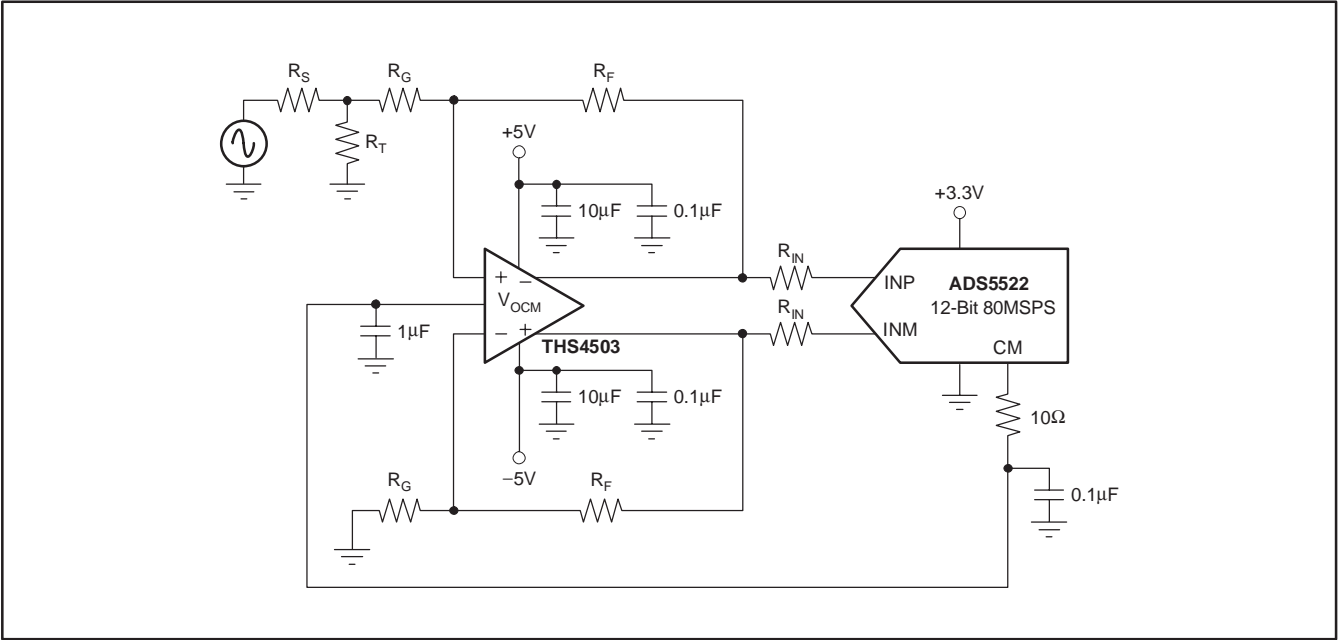 R_S
R_G
R_F
R_T
+5V
10μF
0.1μF
+3.3V
R_IN
INP
ADS5522
12-Bit 80MSPS
+ −
V_OCM
− +
1μF
THS4503
R_IN
INM
CM
10μF
0.1μF
10Ω
−5V
R_G
R_F
0.1μF